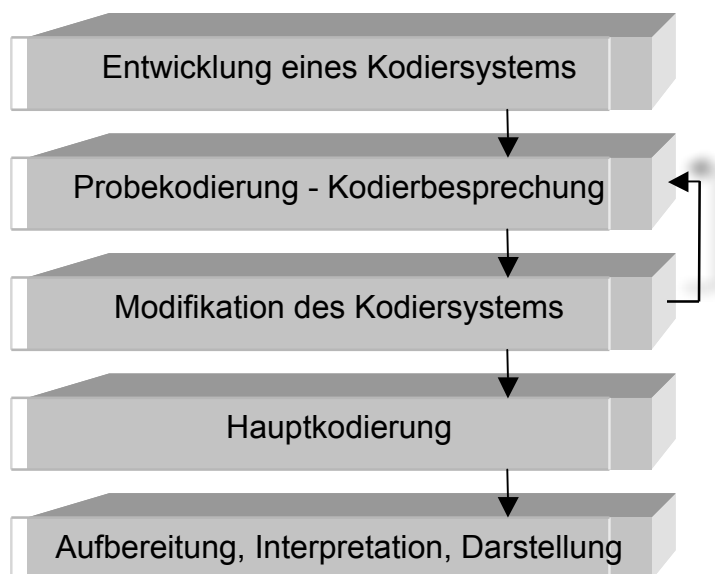 Entwicklung eines Kodiersystems
Probekodierung - Kodierbesprechung
Modifikation des Kodiersystems
Hauptkodierung
Aufbereitung, Interpretation, Darstellung